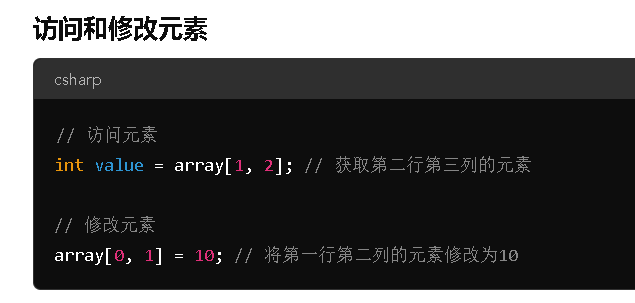 访问和修改元素
csharp
// 访问元素
int value = array[1, 2]; // 获取第二行第三列的元素
// 修改元素
array[0, 1] = 10; // 将第一行第二列的元素修改为10